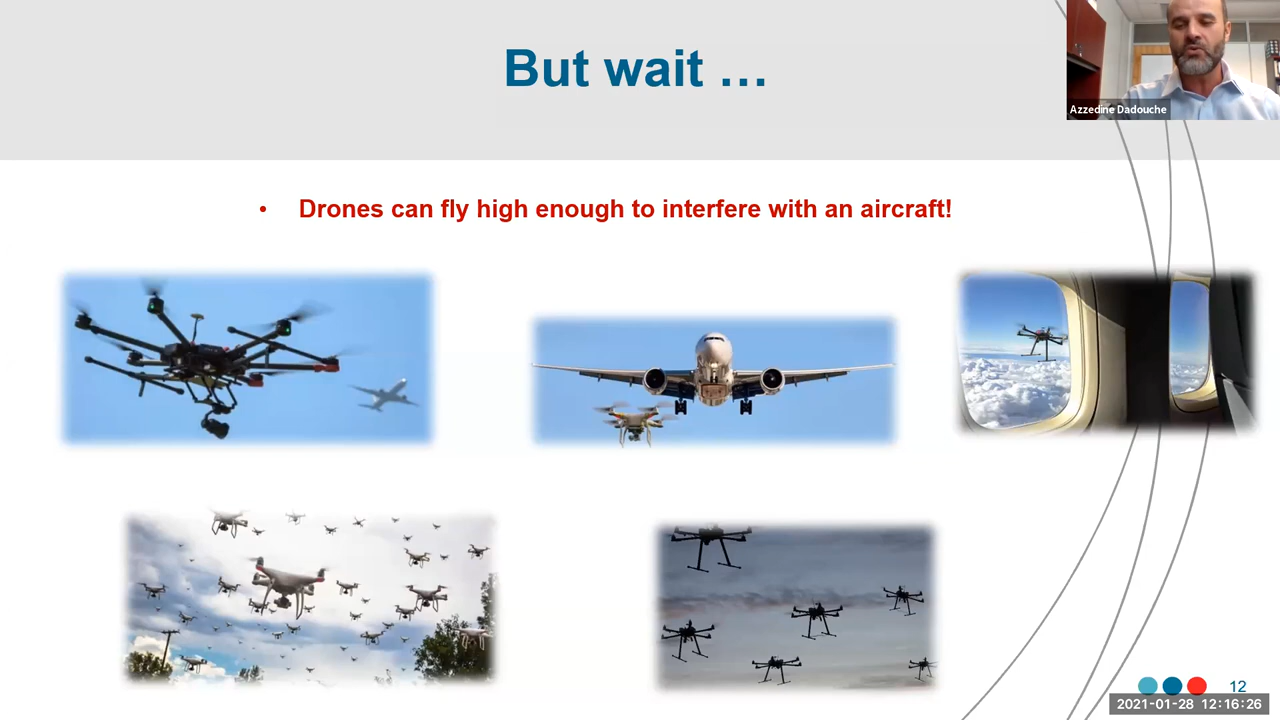 But wait …
Azzedine Dadouche
• Drones can fly high enough to interfere with an aircraft!
12
2021-01-28 12:16:26